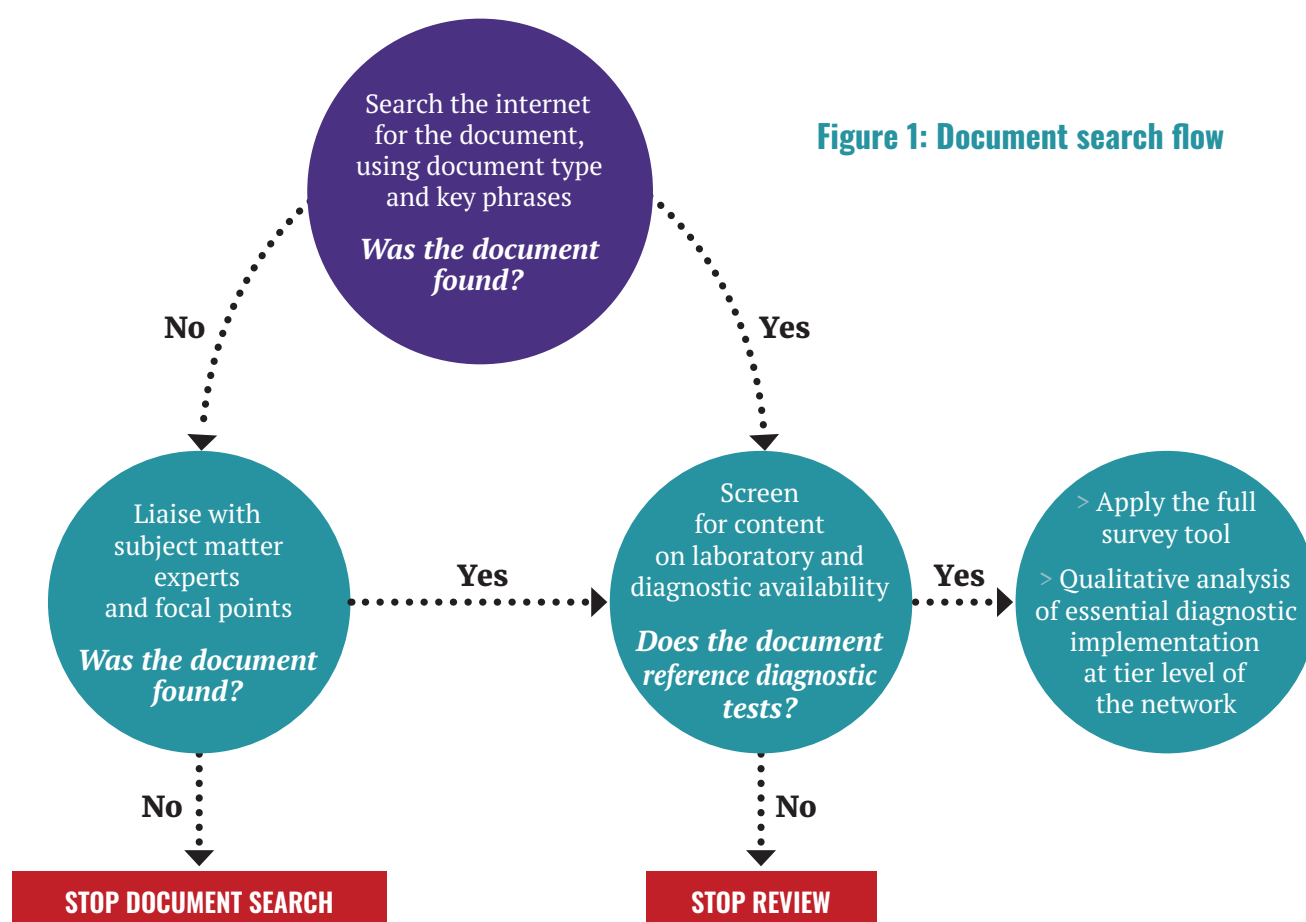 Figure 1: Document search flow
Search the internet
for the document,
using document type
and key phrases
Was the document
found?
No
Yes
Liaise with
subject matter
experts
and focal points
Was the document
found?
Yes
Screen
for content
on laboratory and
diagnostic availability
Does the document
reference diagnostic
tests?
Yes
> Apply the full
survey tool
> Qualitative analysis
of essential diagnostic
implementation
at tier level of
the network
No
No
STOP DOCUMENT SEARCH
STOP REVIEW